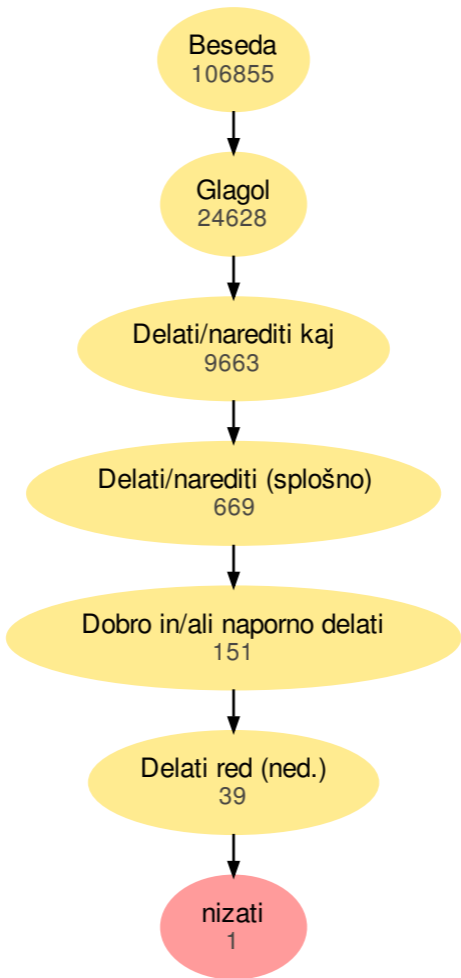 Beseda
106855
Glagol
24628
Delati/narediti kaj
9663
Delati/narediti (splošno)
669
Dobro in/ali naporno delati
151
Delati red (ned.)
39
nizati
1